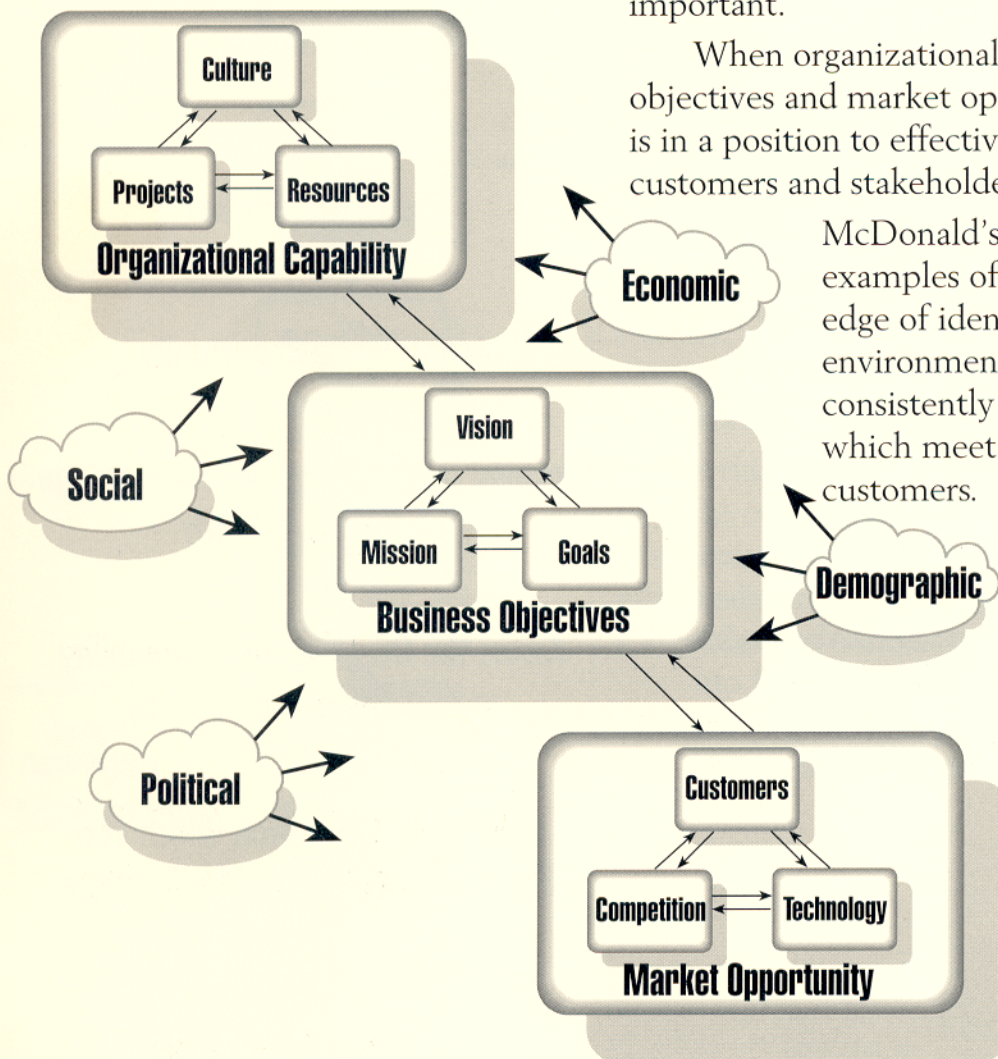 important.
When organizational
objectives and market op
is in a position to effectiv
customers and stakeholde
McDonald's
examples of
edge of iden
environmen
consistently
which meet
customers.
Culture
Projects
Resources
Organizational Capability
Economic
Social
Vision
Mission
Goals
Business Objectives
Demographic
Political
Customers
Competition
Technology
Market Opportunity